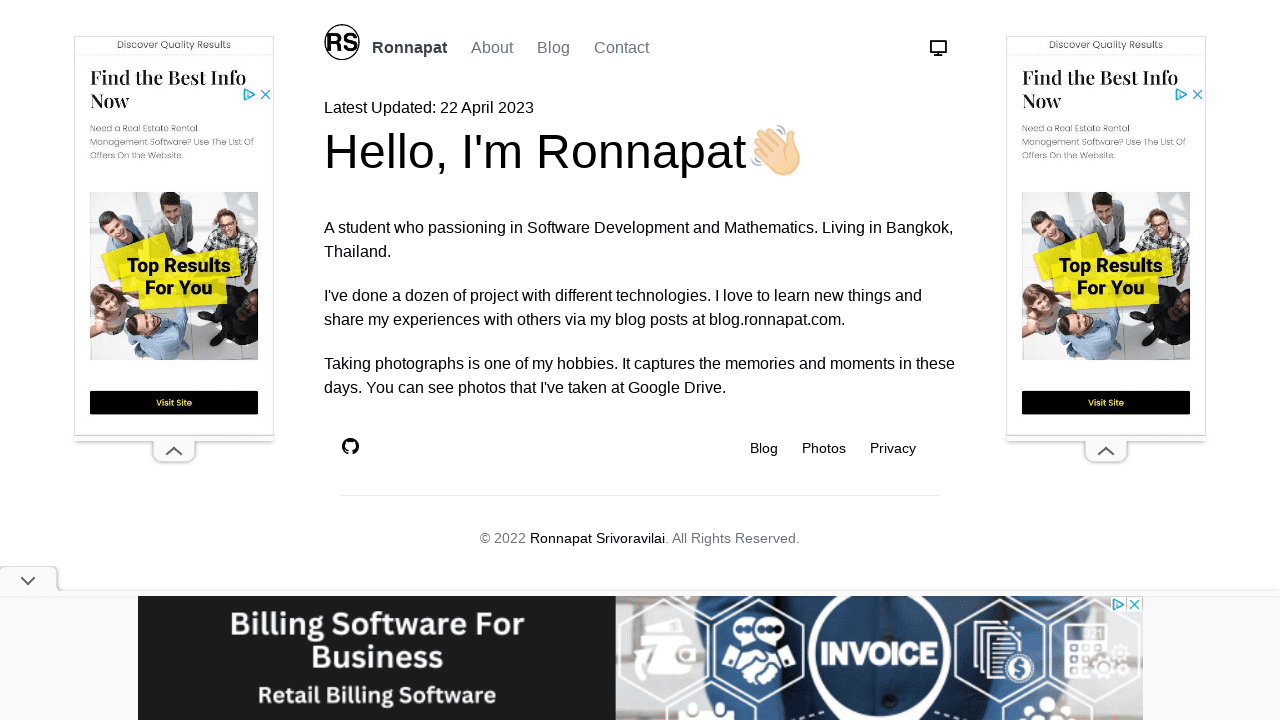 RS
Ronnapat About Blog Contact
Latest Updated: 22 April 2023
Hello, I'm Ronnapat👋🏼
A student who passioning in Software Development and Mathematics. Living in Bangkok,
Thailand.
I've done a dozen of project with different technologies. I love to learn new things and
share my experiences with others via my blog posts at blog.ronnapat.com.
Taking photographs is one of my hobbies. It captures the memories and moments in these
days. You can see photos that I've taken at Google Drive.
Blog Photos Privacy
© 2022 Ronnapat Srivoravilai. All Rights Reserved.
Discover Quality Results
Find the Best Info
Now
Need a Real Estate Rental
Management Software? Use The List Of
Offers On the Website.
Top Results
For You
Visit Site
Discover Quality Results
Find the Best Info
Now
Need a Real Estate Rental
Management Software? Use The List Of
Offers On the Website.
Top Results
For You
Visit Site
Billing Software For
Business
Retail Billing Software
INVOICE
321